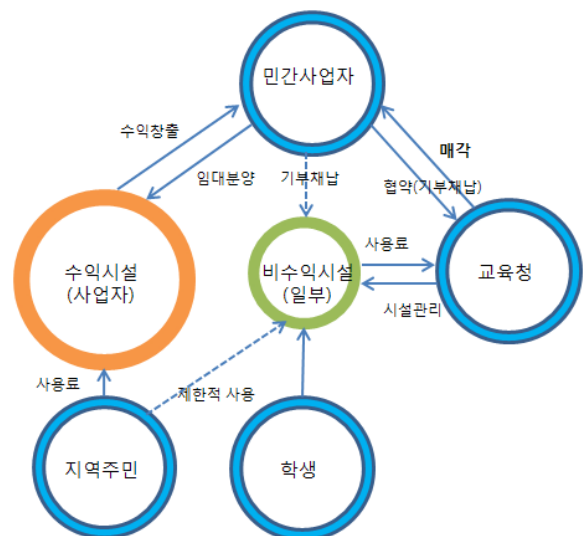 민간사업자
수익창출
매각
임대분양
기부채납
협약(기부재납)
수익시설
(사업자)
비수익시설
(일부)
사용료
교육청
시설관리
사용료
제한적 사용
지역주민
학생